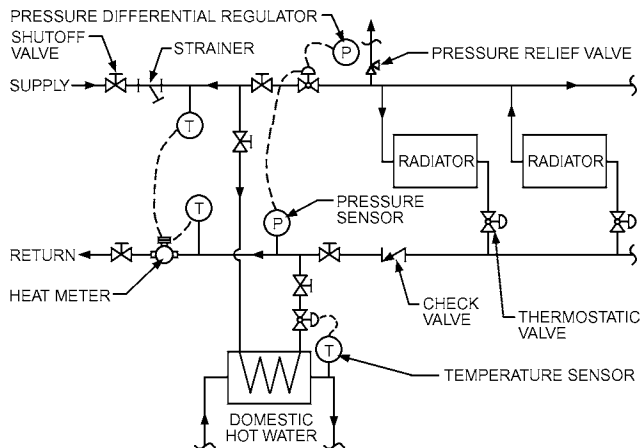 PRESSURE DIFFERENTIAL REGULATOR
SHUTOFF
VALVE
STRAINER
P
PRESSURE RELIEF VALVE
SUPPLY
T
RADIATOR
RADIATOR
T
P
PRESSURE
SENSOR
RETURN
HEAT METER
CHECK
VALVE
THERMOSTATIC
VALVE
T
TEMPERATURE SENSOR
DOMESTIC
HOT WATER